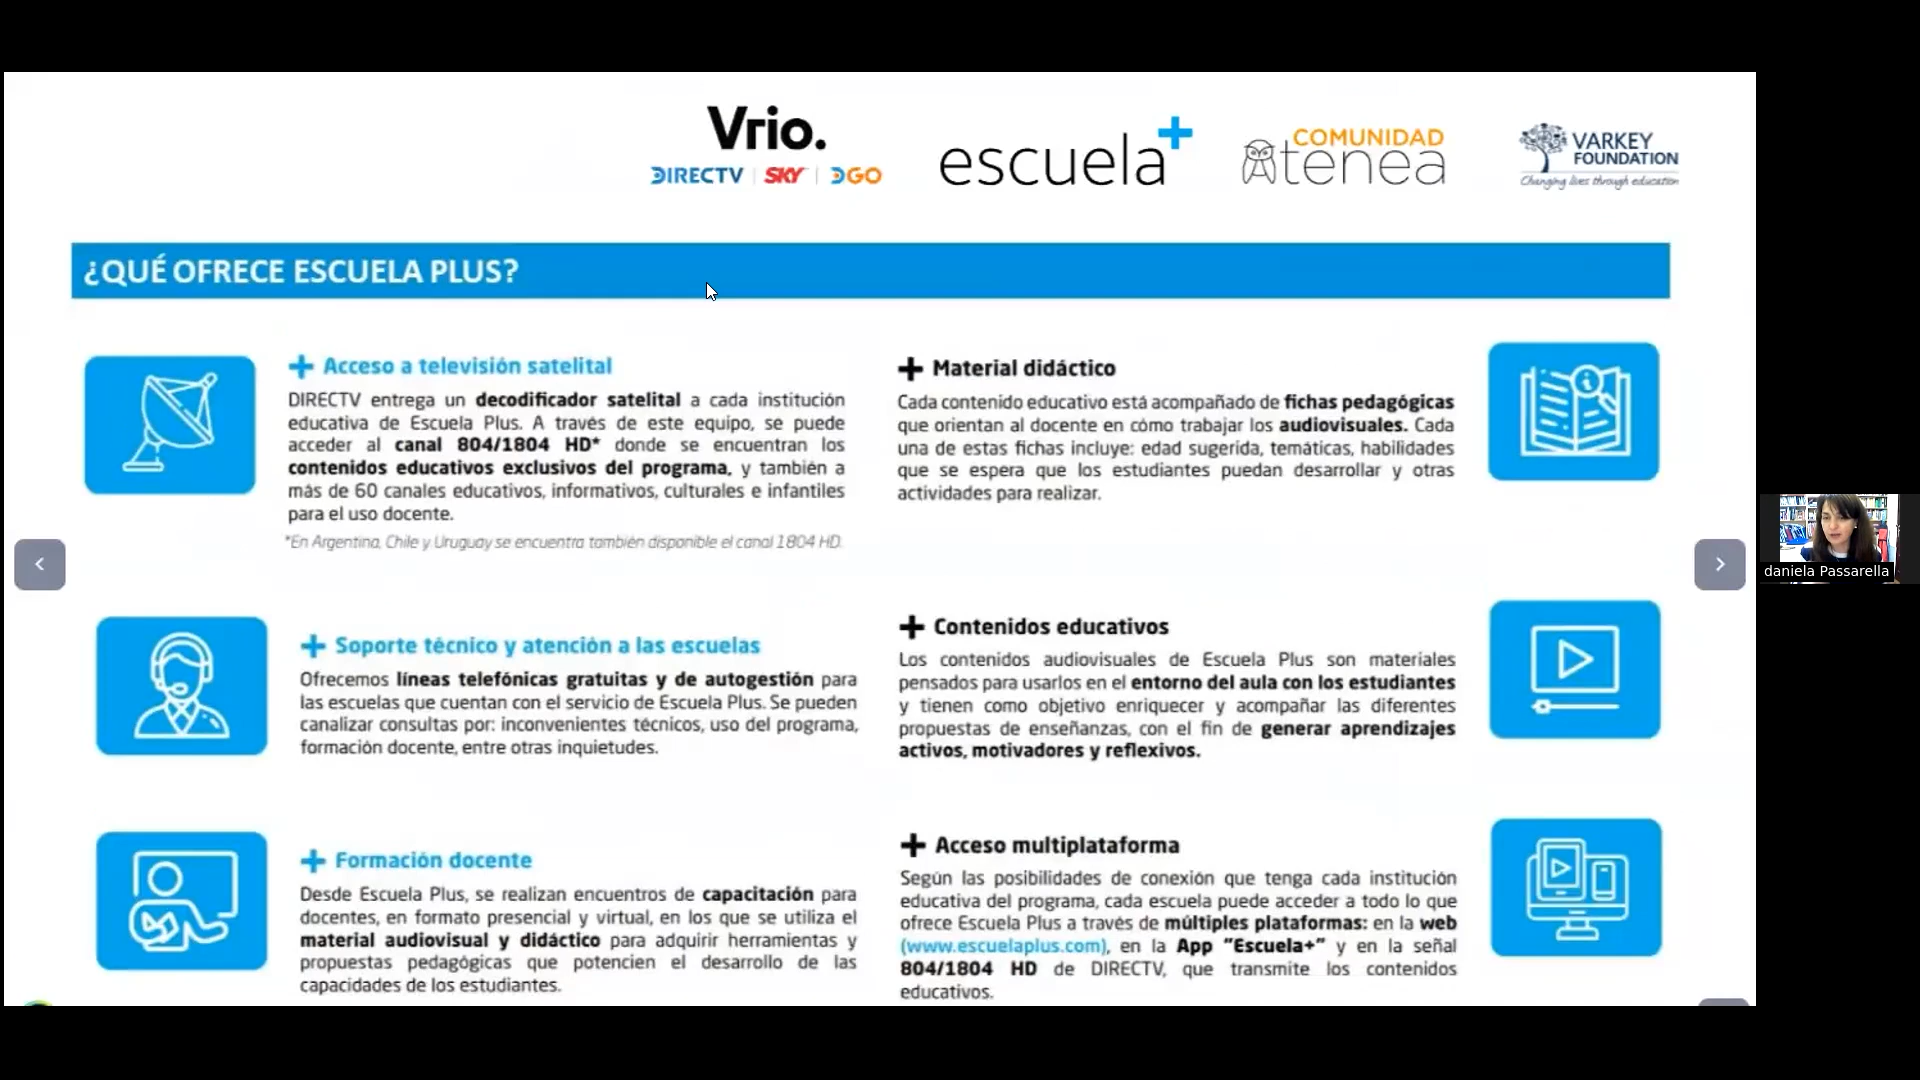 Vrio.
DIRECTV | SKY | DGO
escuela+
COMUNIDAD
atenea
VARKEY
FOUNDATION
Changing lives through education
¿QUÉ OFRECE ESCUELA PLUS?
Acceso a televisión satelital
DIRECTV entrega un decodificador satelital a cada institución
educativa de Escuela Plus. A través de este equipo, se puede
acceder al canal 804/1804 HD* donde se encuentran los
contenidos educativos exclusivos del programa, y también a
más de 60 canales educativos, informativos, culturales e infantiles
para el uso docente.
*En Argentina, Chile y Uruguay se encuentra también disponible el canal 1804 HD.
Soporte técnico y atención a las escuelas
Ofrecemos líneas telefónicas gratuitas y de autogestión para
las escuelas que cuentan con el servicio de Escuela Plus. Se pueden
canalizar consultas por: inconvenientes técnicos, uso del programa,
formación docente, entre otras inquietudes.
Formación docente
Desde Escuela Plus, se realizan encuentros de capacitación para
docentes, en formato presencial y virtual, en los que se utiliza el
material audiovisual y didáctico para adquirir herramientas y
propuestas pedagógicas que potencien el desarrollo de las
capacidades de los estudiantes.
Material didáctico
Cada contenido educativo está acompañado de fichas pedagógicas
que orientan al docente en cómo trabajar los audiovisuales. Cada
una de estas fichas incluye: edad sugerida, temáticas, habilidades
que se espera que los estudiantes puedan desarrollar y otras
actividades para realizar.
Contenidos educativos
Los contenidos audiovisuales de Escuela Plus son materiales
pensados para usarlos en el entorno del aula con los estudiantes
y tienen como objetivo enriquecer y acompañar las diferentes
propuestas de enseñanzas, con el fin de generar aprendizajes
activos, motivadores y reflexivos.
Acceso multiplataforma
Según las posibilidades de conexión que tenga cada institución
educativa del programa, cada escuela puede acceder a todo lo que
ofrece Escuela Plus a través de múltiples plataformas: en la web
(www.escuelaplus.com), en la App “Escuela+” y en la señal
804/1804 HD de DIRECTV, que transmite los contenidos
educativos.
daniela Passarella